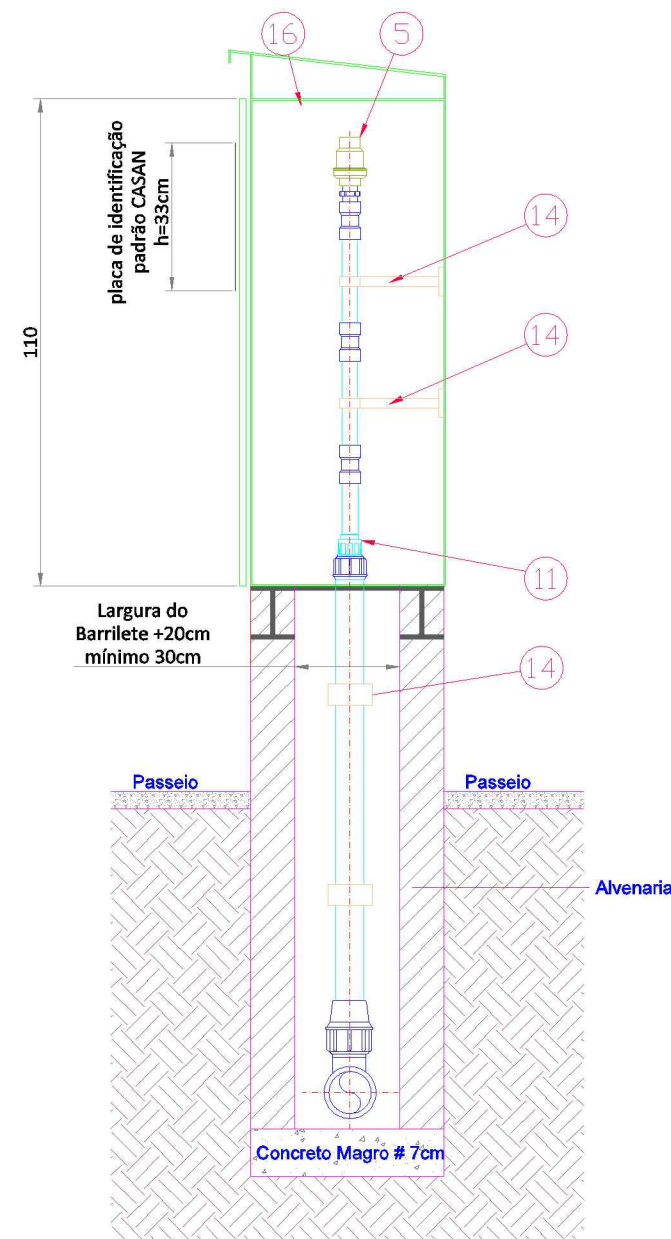 16
5
placa de identificação
padrão CASAN
h=33cm
14
110
14
11
Largura do
Barrilete +20cm
mínimo 30cm
14
Passeio
Passeio
Alvenaria
Concreto Magro # 7cm